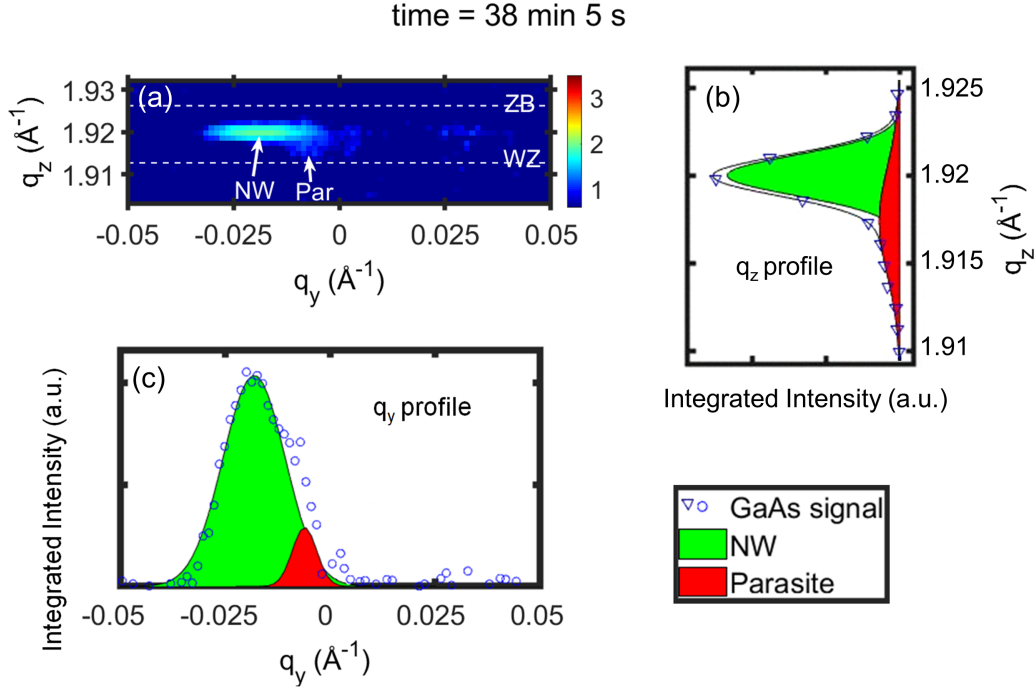 time = 38 min 5 s
(a)
ZB
WZ
NW
Par
1.93
1.92
1.91
q_z (Å⁻¹)
-0.05
-0.025
0
0.025
0.05
q_y (Å⁻¹)
3
2
1
(b)
q_z profile
1.925
1.92
1.915
1.91
q_z (Å⁻¹)
Integrated Intensity (a.u.)
(c)
q_y profile
Integrated Intensity (a.u.)
-0.05
-0.025
0
0.025
0.05
q_y (Å⁻¹)
GaAs signal
NW
Parasite